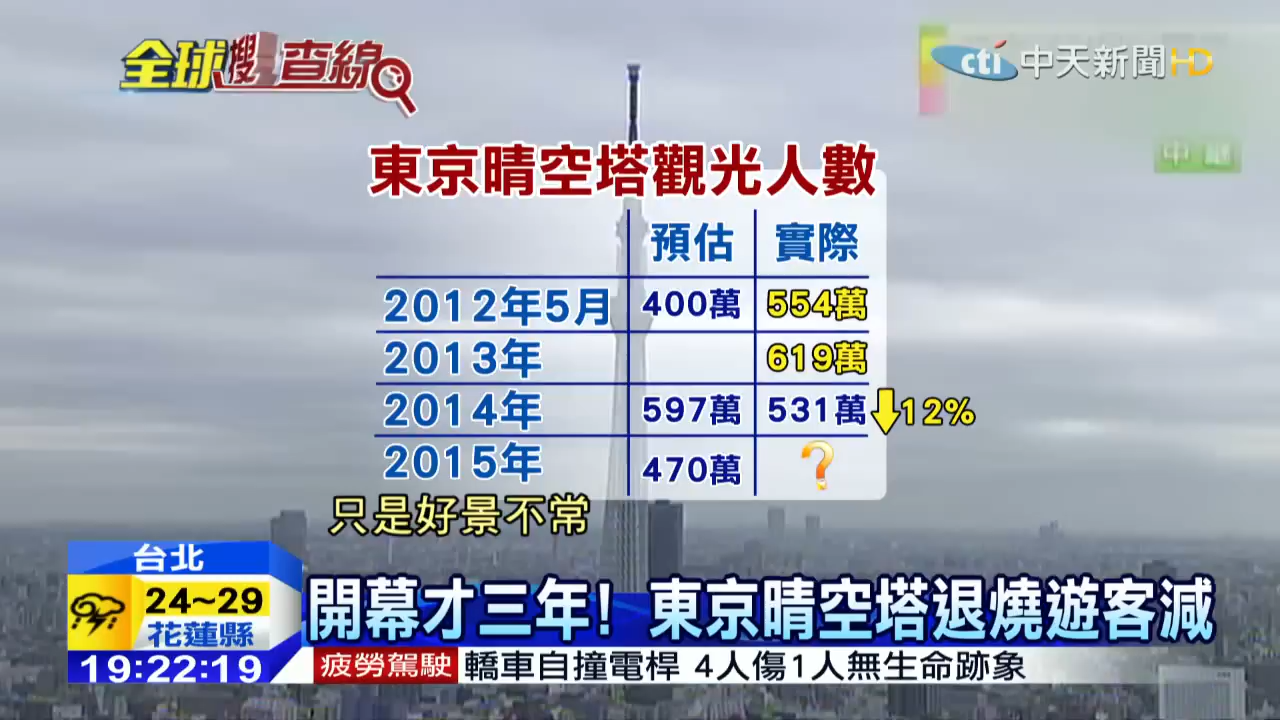 全球搜查線
cti 中天新聞HD
中 継
東京晴空塔觀光人數
預估 實際
2012年5月 400萬 554萬
2013年 619萬
2014年 597萬 531萬 12%
2015年 470萬 ?
只是好景不常
台北
24~29
花蓮縣
19:22:19
開幕才三年! 東京晴空塔退燒遊客減
疲勞駕駛 轎車自撞電桿 4人傷1人無生命跡象